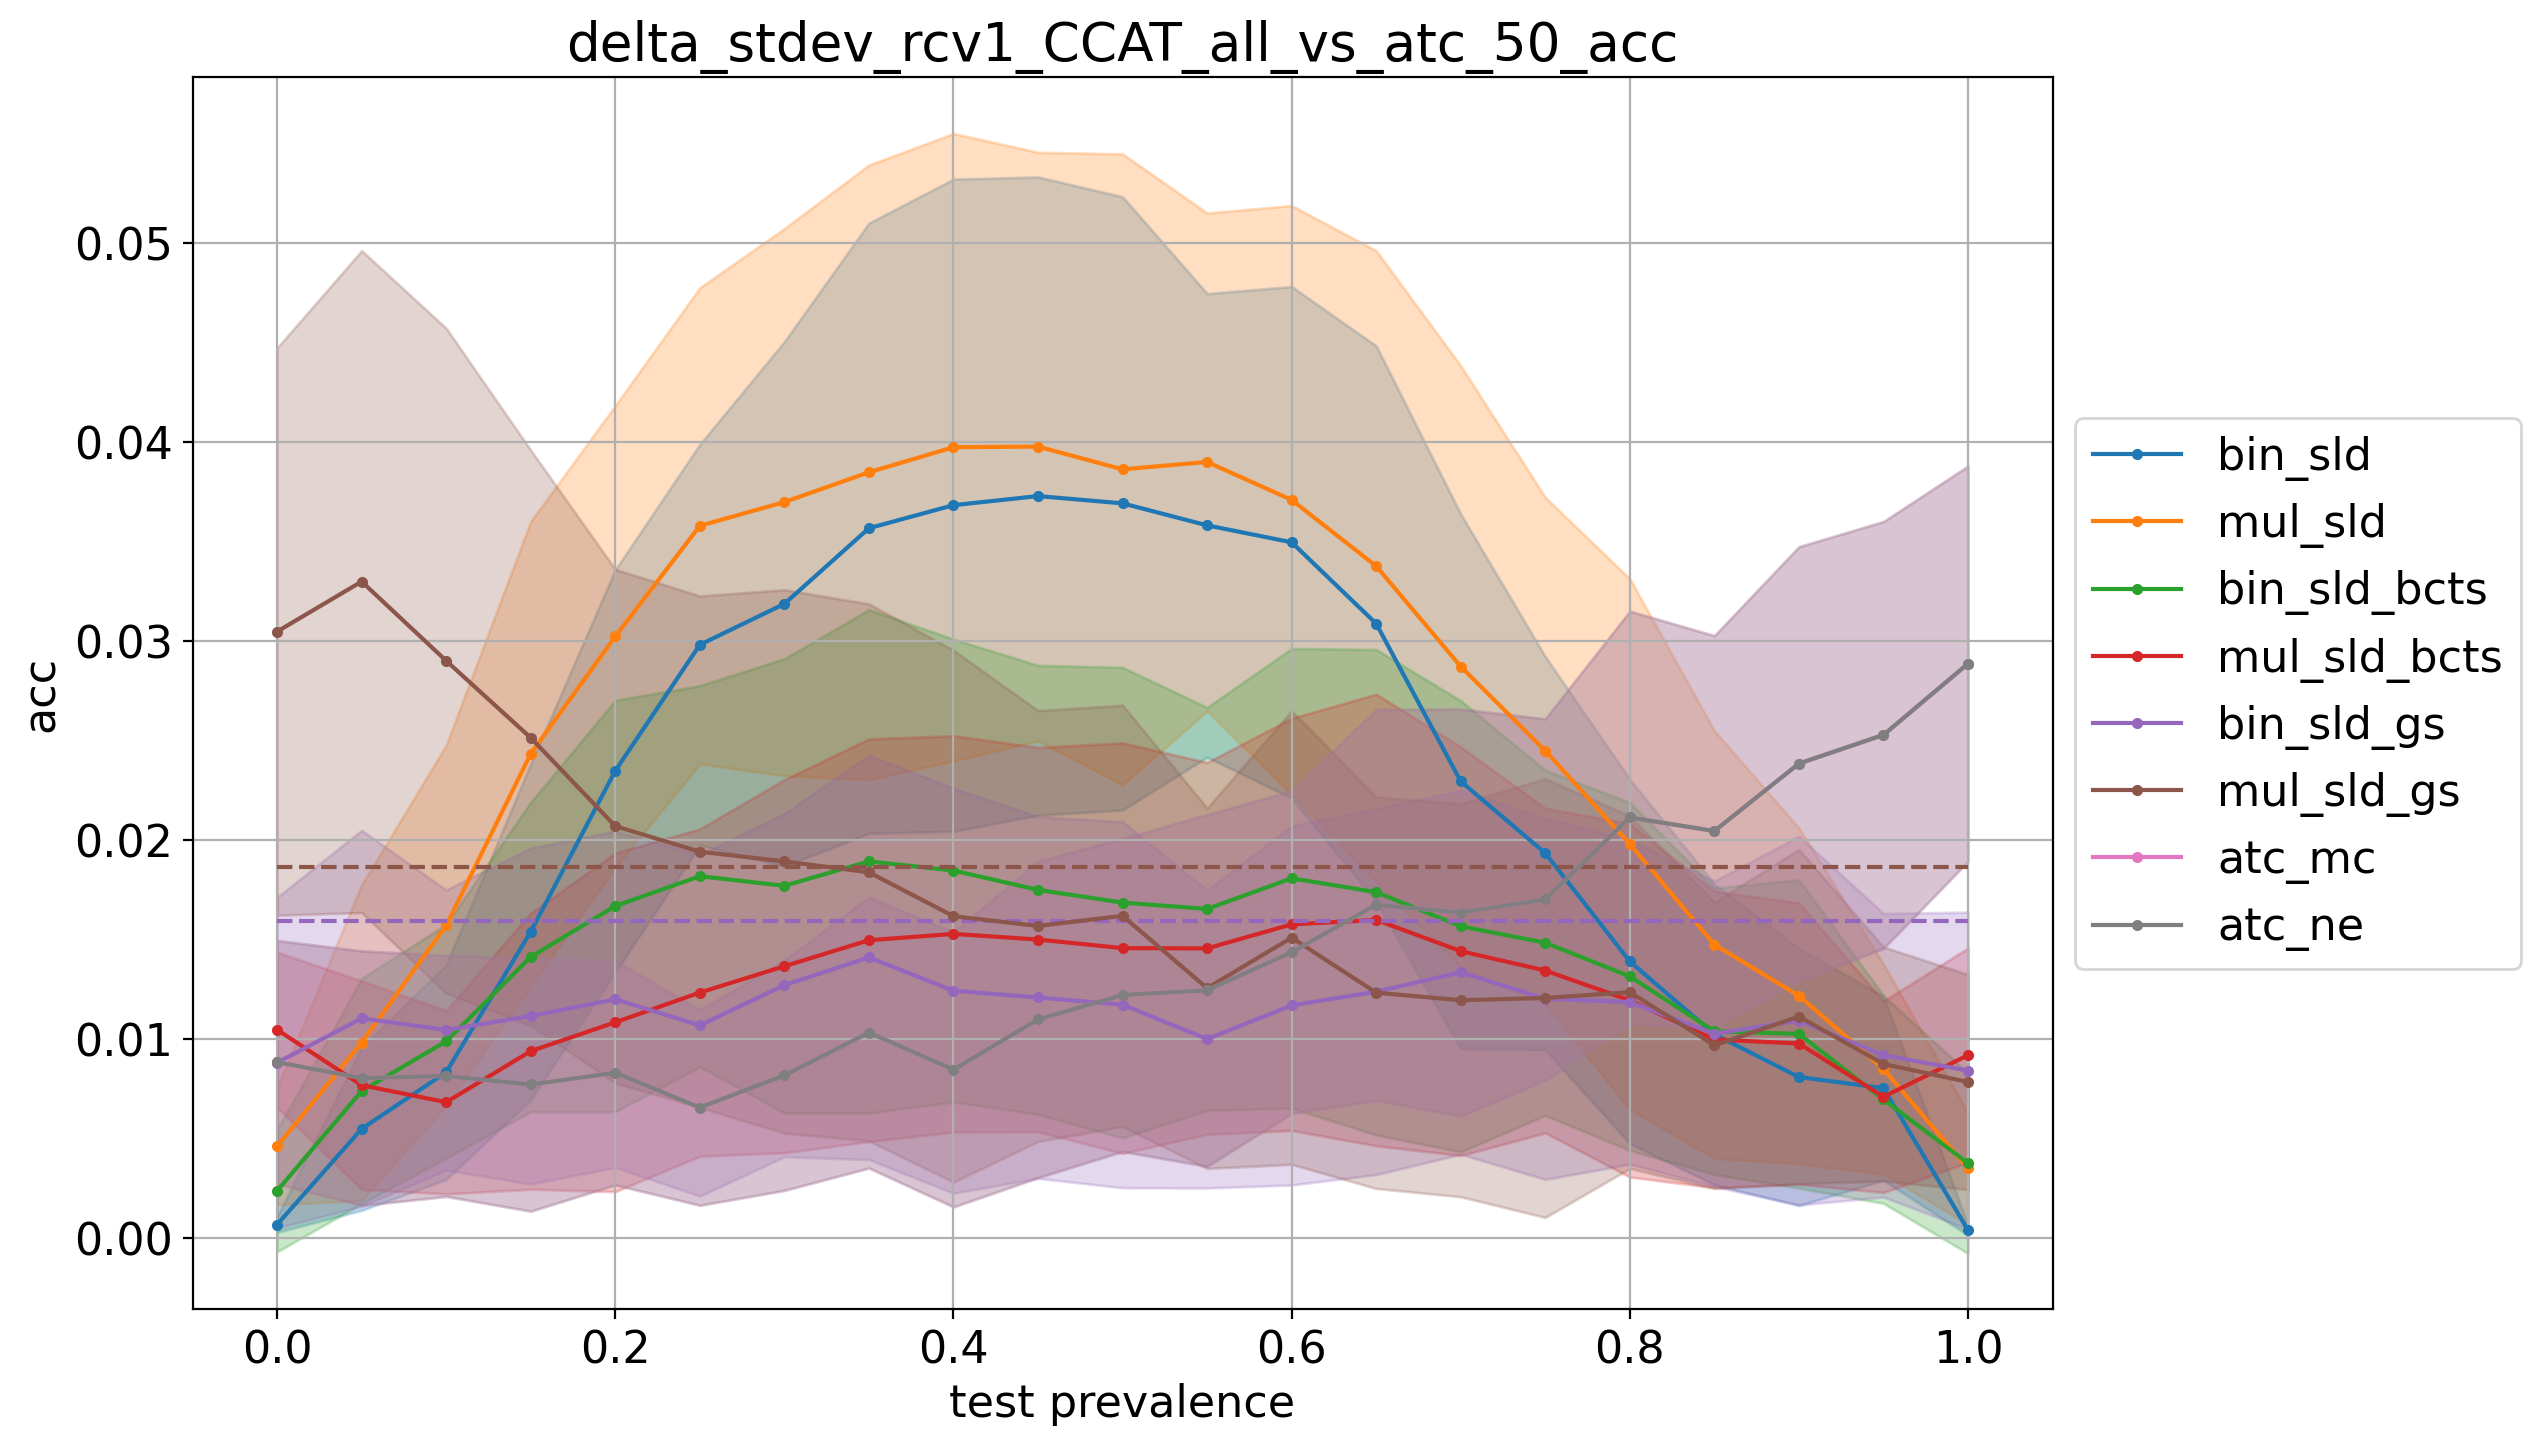 delta_stdev_rcv1_CCAT_all_vs_atc_50_acc
acc
0.05
0.04
0.03
0.02
0.01
0.00
0.0 0.2 0.4 0.6 0.8 1.0
test prevalence
bin_sld
mul_sld
bin_sld_bcts
mul_sld_bcts
bin_sld_gs
mul_sld_gs
atc_mc
atc_ne